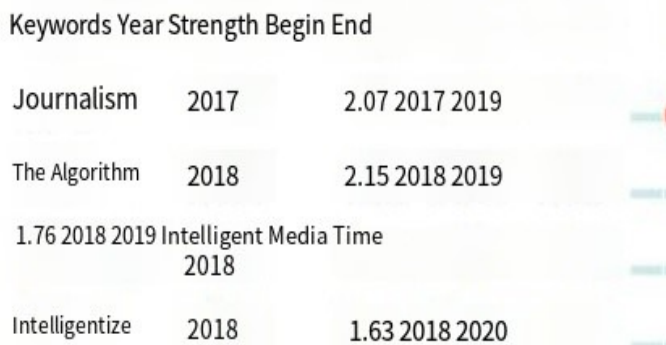 Keywords Year Strength Begin End
Journalism 2017 2.07 2017 2019
The Algorithm 2018 2.15 2018 2019
1.76 2018 2019 Intelligent Media Time
2018
Intelligentize 2018 1.63 2018 2020